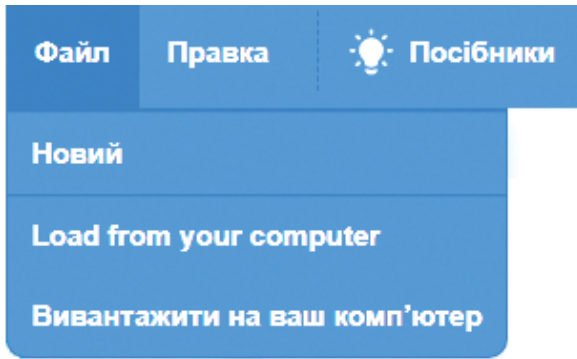 Файл Правка Посібники
Новий
Load from your computer
Вивантажити на ваш комп’ютер